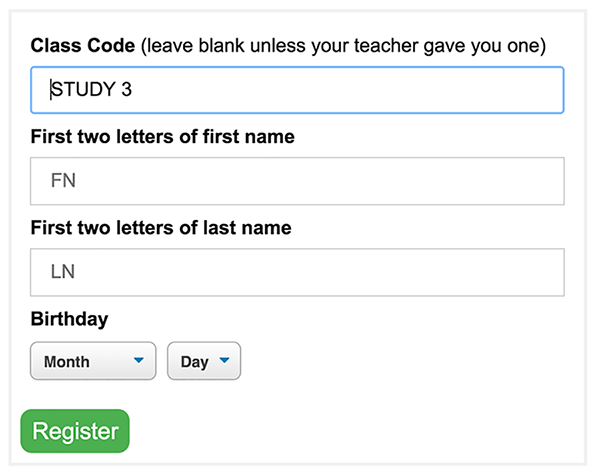 Class Code (leave blank unless your teacher gave you one)
STUDY 3
First two letters of first name
FN
First two letters of last name
LN
Birthday
Month Day
Register